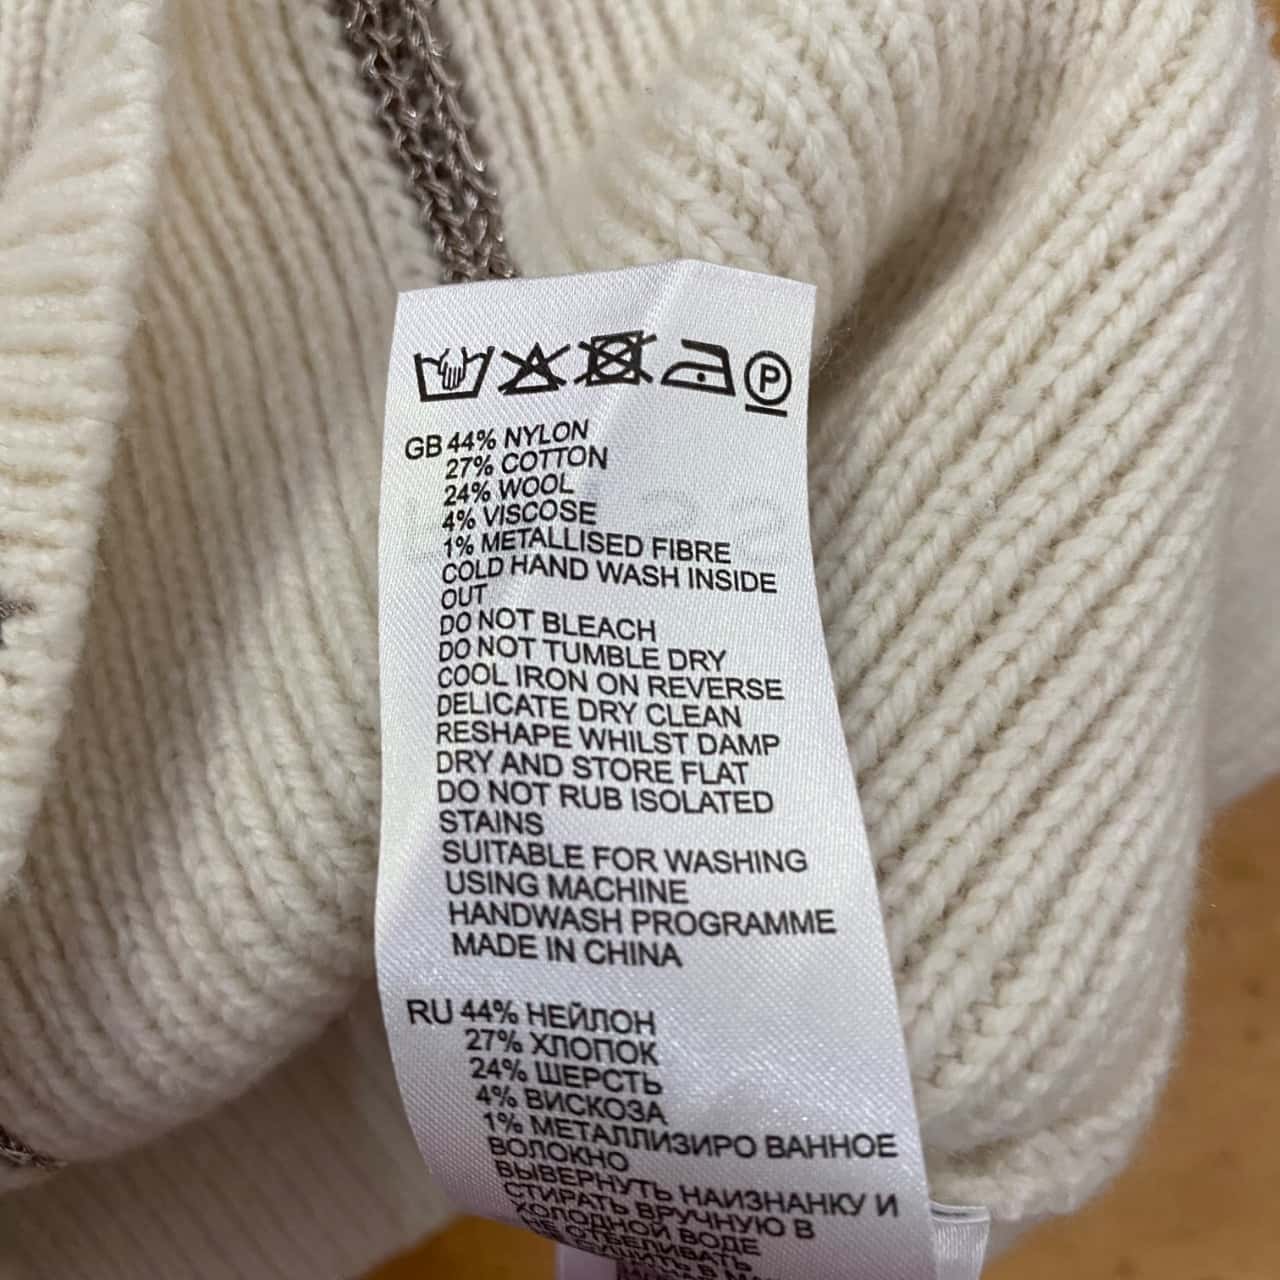 P
GB 44% NYLON
27% COTTON
24% WOOL
4% VISCOSE
1% METALLISED FIBRE
COLD HAND WASH INSIDE
OUT
DO NOT BLEACH
DO NOT TUMBLE DRY
COOL IRON ON REVERSE
DELICATE DRY CLEAN
RESHAPE WHILST DAMP
DRY AND STORE FLAT
DO NOT RUB ISOLATED
STAINS
SUITABLE FOR WASHING
USING MACHINE
HANDWASH PROGRAMME
MADE IN CHINA
RU 44% НЕЙЛОН
27% ХЛОПОК
24% ШЕРСТЬ
4% ВИСКОЗА
1% МЕТАЛЛИЗИРО ВАННОЕ
ВОЛОКНО
ВЫВЕРНУТЬ НАИЗНАНКУ И
СТИРАТЬ ВРУЧНУЮ В
ХОЛОДНОЙ ВОДЕ
НЕ ОТБЕЛИВАТЬ